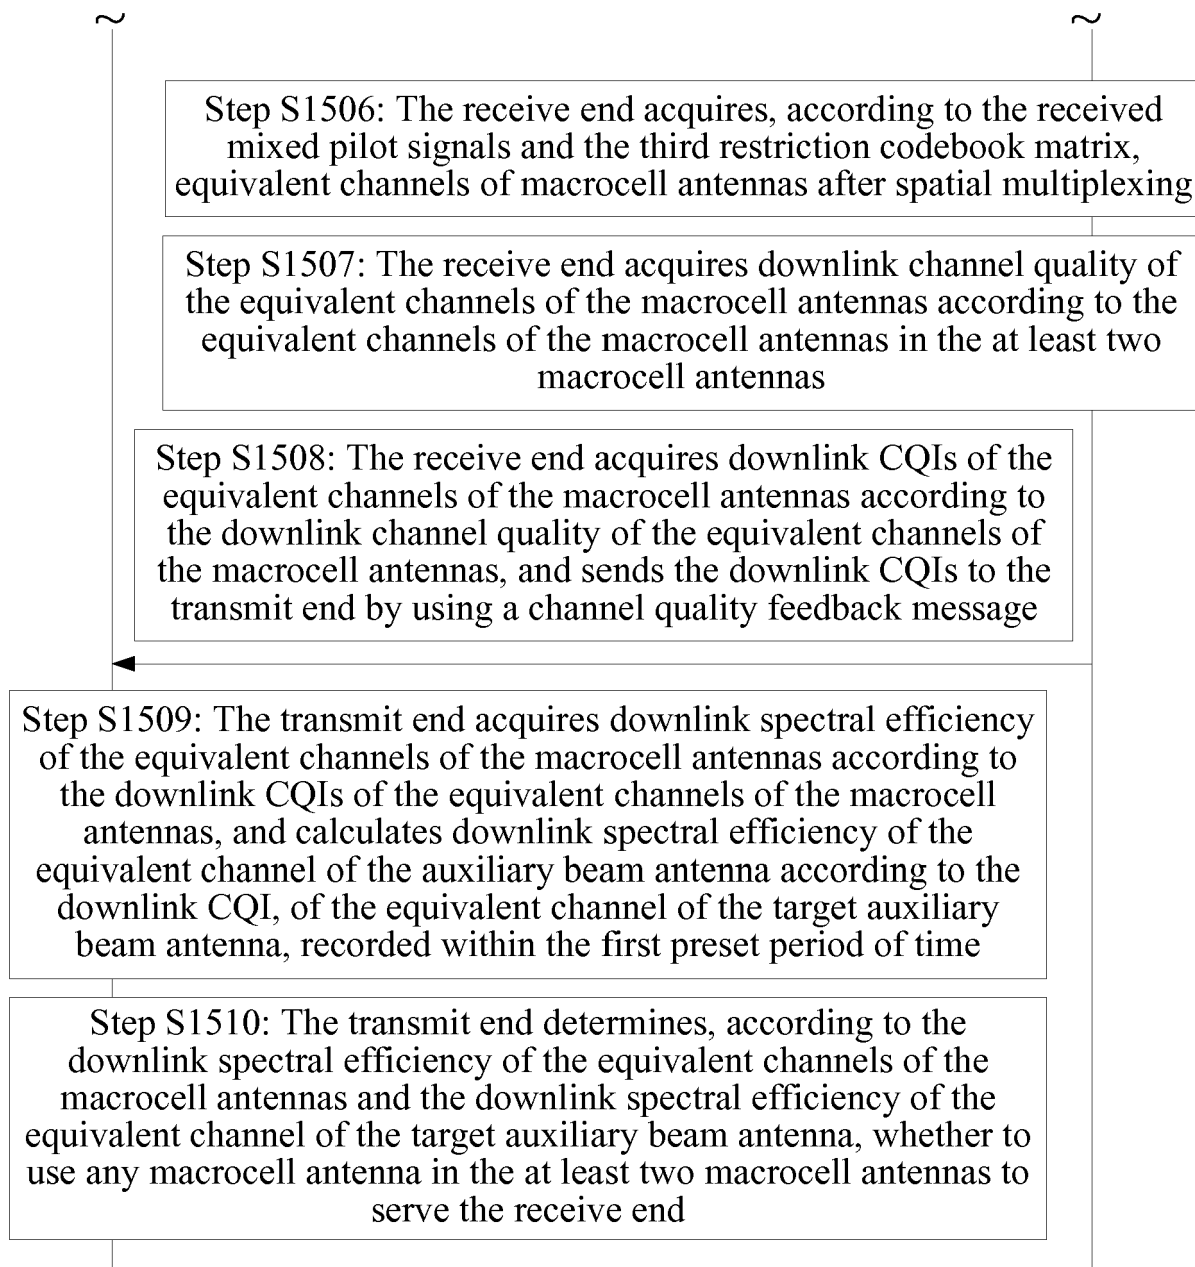 ~
~
Step S1506: The receive end acquires, according to the received
mixed pilot signals and the third restriction codebook matrix,
equivalent channels of macrocell antennas after spatial multiplexing
Step S1507: The receive end acquires downlink channel quality of
the equivalent channels of the macrocell antennas according to the
equivalent channels of the macrocell antennas in the at least two
macrocell antennas
Step S1508: The receive end acquires downlink CQIs of the
equivalent channels of the macrocell antennas according to
the downlink channel quality of the equivalent channels of
the macrocell antennas, and sends the downlink CQIs to the
transmit end by using a channel quality feedback message
Step S1509: The transmit end acquires downlink spectral efficiency
of the equivalent channels of the macrocell antennas according to
the downlink CQIs of the equivalent channels of the macrocell
antennas, and calculates downlink spectral efficiency of the
equivalent channel of the auxiliary beam antenna according to the
downlink CQI, of the equivalent channel of the target auxiliary
beam antenna, recorded within the first preset period of time
Step S1510: The transmit end determines, according to the
downlink spectral efficiency of the equivalent channels of the
macrocell antennas and the downlink spectral efficiency of the
equivalent channel of the target auxiliary beam antenna, whether to
use any macrocell antenna in the at least two macrocell antennas to
serve the receive end